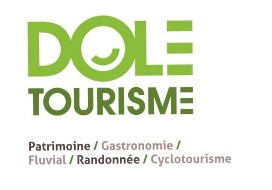 DOLE
TOURISME
Patrimoine / Gastronomie /
Fluvial / Randonnée / Cyclotourisme